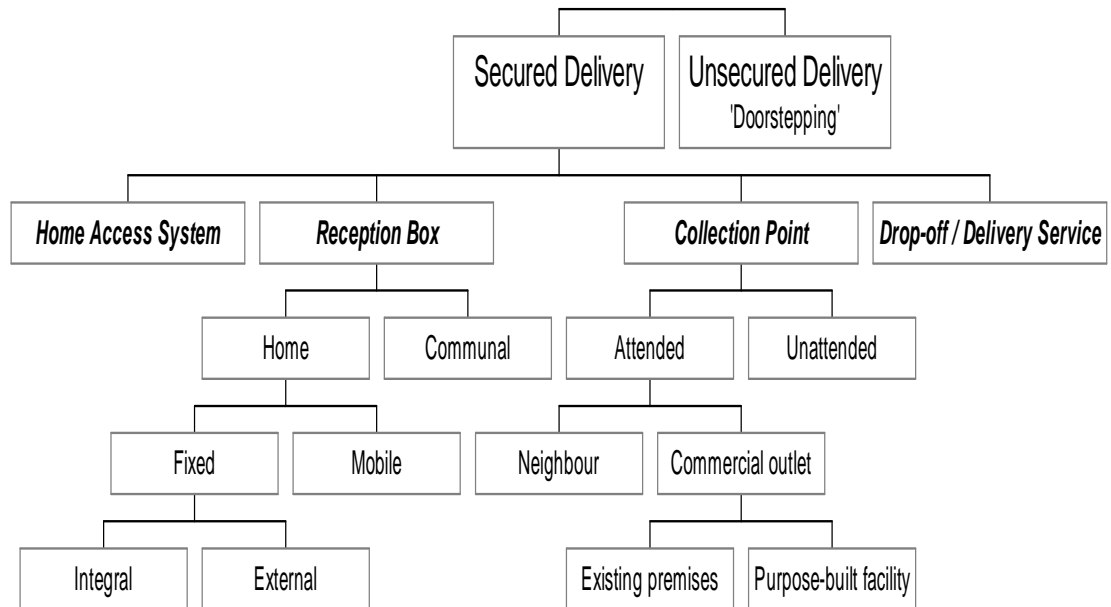 Secured Delivery
Unsecured Delivery
'Doorstepping'
Home Access System
Reception Box
Collection Point
Drop-off / Delivery Service
Home
Communal
Attended
Unattended
Fixed
Mobile
Neighbour
Commercial outlet
Integral
External
Existing premises
Purpose-built facility